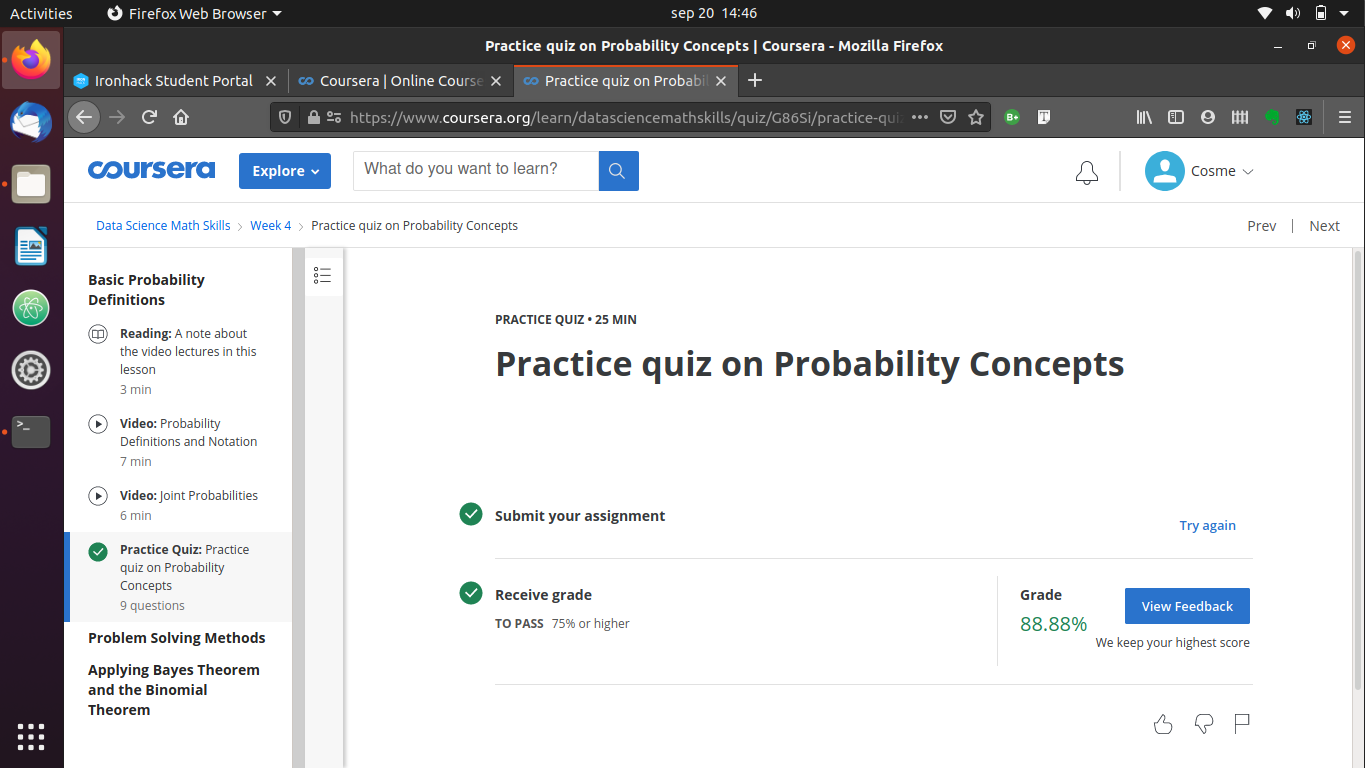 Activities
Firefox Web Browser
sep 20 14:46
Practice quiz on Probability Concepts | Coursera - Mozilla Firefox
Ironhack Student Portal
Coursera | Online Course
Practice quiz on Probabil
https://www.coursera.org/learn/datasciencemathskills/quiz/G86Si/practice-qui
B+
T
coursera
Explore
What do you want to learn?
Cosme
Data Science Math Skills
Week 4
Practice quiz on Probability Concepts
Prev | Next
Basic Probability
Definitions
Reading: A note about
the video lectures in this
lesson
3 min
Video: Probability
Definitions and Notation
7 min
Video: Joint Probabilities
6 min
Practice Quiz: Practice
quiz on Probability
Concepts
9 questions
Problem Solving Methods
Applying Bayes Theorem
and the Binomial
Theorem
PRACTICE QUIZ • 25 MIN
Practice quiz on Probability Concepts
Submit your assignment
Try again
Receive grade
TO PASS 75% or higher
Grade
88.88%
View Feedback
We keep your highest score